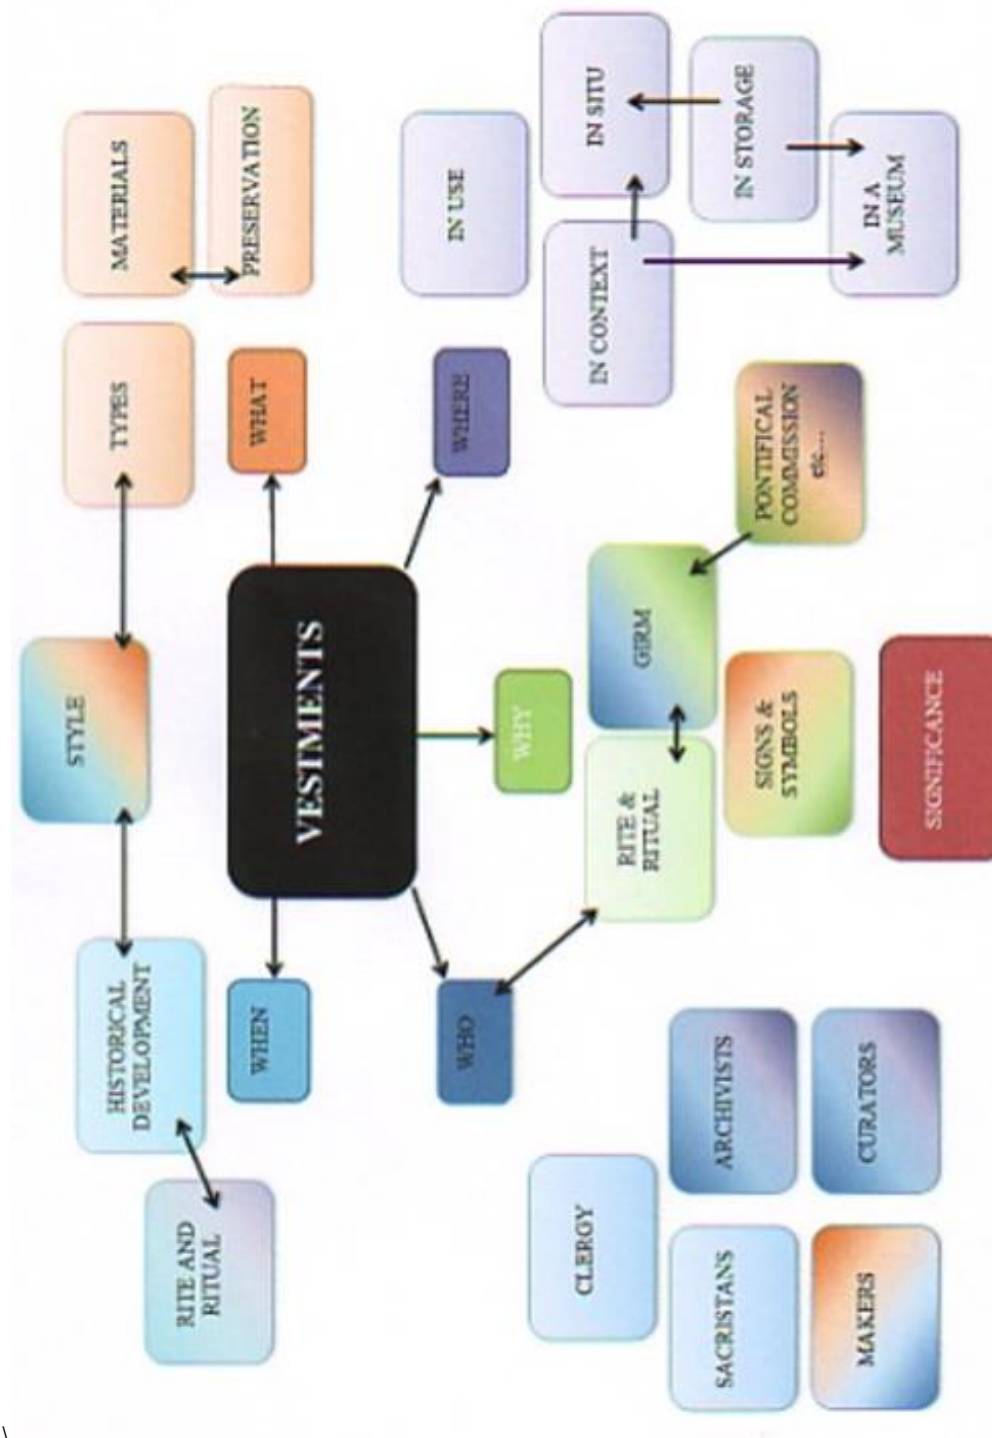 STYLE
HISTORICAL
DEVELOPMENT
TYPES
MATERIALS
RITE AND
RITUAL
PRESERVATION
WHEN
WHAT
VESTMENTS
WHO
WHERE
IN USE
WHY
CLERGY
RITE &
RITUAL
GIRM
IN CONTEXT
IN SITU
SACRISTANS
ARCHIVISTS
SIGNS &
SYMBOLS
PONTIFICAL
COMMISSION
etc....
IN STORAGE
MAKERS
CURATORS
SIGNIFICANCE
IN A
MUSEUM
\